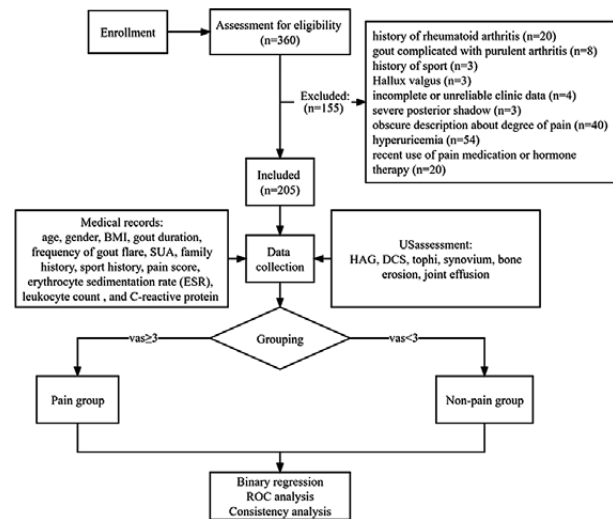 Enrollment
Assessment for eligibility
(n=360)
Excluded:
(n=155)
history of rheumatoid arthritis (n=20)
gout complicated with purulent arthritis (n=8)
history of sport (n=3)
Hallux valgus (n=3)
incomplete or unreliable clinic data (n=4)
severe posterior shadow (n=3)
obscure description about degree of pain (n=40)
hyperuricemia (n=54)
recent use of pain medication or hormone
therapy (n=20)
Included
(n=205)
Medical records:
age, gender, BMI, gout duration,
frequency of gout flare, SUA, family
history, sport history, pain score,
erythrocyte sedimentation rate (ESR),
leukocyte count , and C-reactive protein
Data
collection
USassessment:
HAG, DCS, tophi, synovium, bone
erosion, joint effusion
Grouping
vas≥3
vas<3
Pain group
Non-pain group
Binary regression
ROC analysis
Consistency analysis